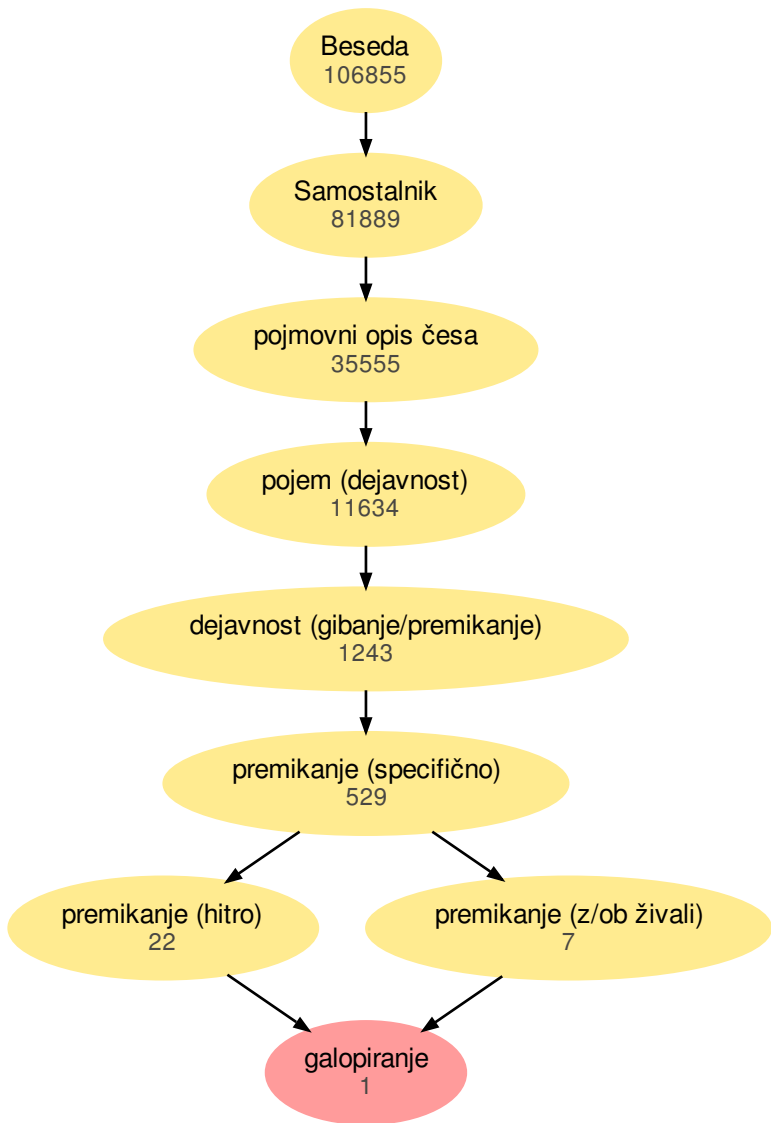 Beseda
106855
Samostalnik
81889
pojmovni opis česa
35555
pojem (dejavnost)
11634
dejavnost (gibanje/premikanje)
1243
premikanje (specifično)
529
premikanje (hitro)
22
premikanje (z/ob živali)
7
galopiranje
1